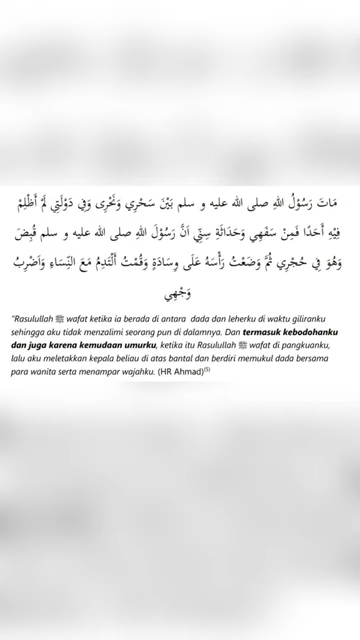 مَاتَ رَسُوْلُ اللهِ صلى الله عليه و سلم بَيْنَ سَحْرِي وَنَحْرِى وَفِي دَوْلَتِي لَمْ أَظْلِمْ
فِيْهِ أَحَدًا فَمِنْ سَفَهِي وَحَدَاثَةِ سِنِّي اَنَّ رَسُوْلَ اللهِ صلى الله عليه و سلم قُبِضَ
وَهُوَ فِي حُجْرِي ثُمَّ وَضَعْتُ رَأْسَهُ عَلَى وِسَادَةٍ وَقُمْتُ أَلْتَدِمُ مَعَ النِّسَاءِ وَاَضْرِبُ
وَجْهِي
"Rasulullah ﷺ wafat ketika ia berada di antara dada dan leherku di waktu giliranku
sehingga aku tidak menzalimi seorang pun di dalamnya. Dan termasuk kebodohanku
dan juga karena kemudaan umurku, ketika itu Rasulullah ﷺ wafat di pangkuanku,
lalu aku meletakkan kepala beliau di atas bantal dan berdiri memukul dada bersama
para wanita serta menampar wajahku. (HR Ahmad)(5)